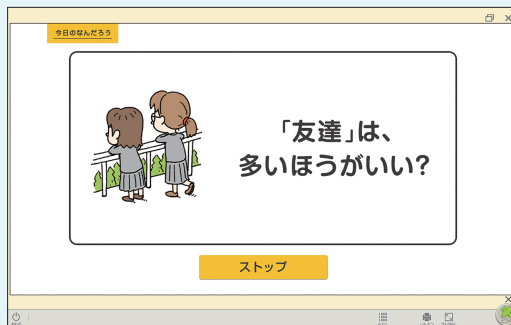 今日のなんだろう
「友達」は、
多いほうがいい?
ストップ